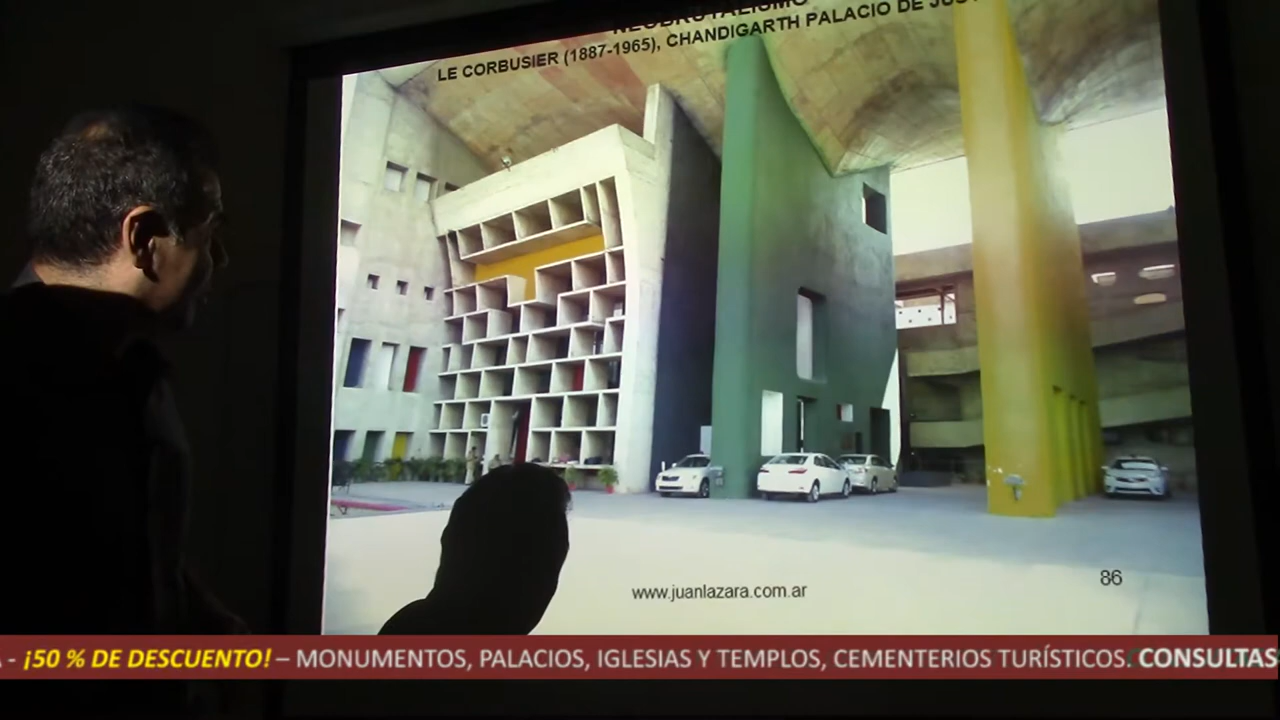 NEOBRUTALISMO
LE CORBUSIER (1887-1965), CHANDIGARTH PALACIO DE JUS
www.juanlazara.com.ar
86
- ¡50 % DE DESCUENTO! – MONUMENTOS, PALACIOS, IGLESIAS Y TEMPLOS, CEMENTERIOS TURÍSTICOS. CONSULTAS